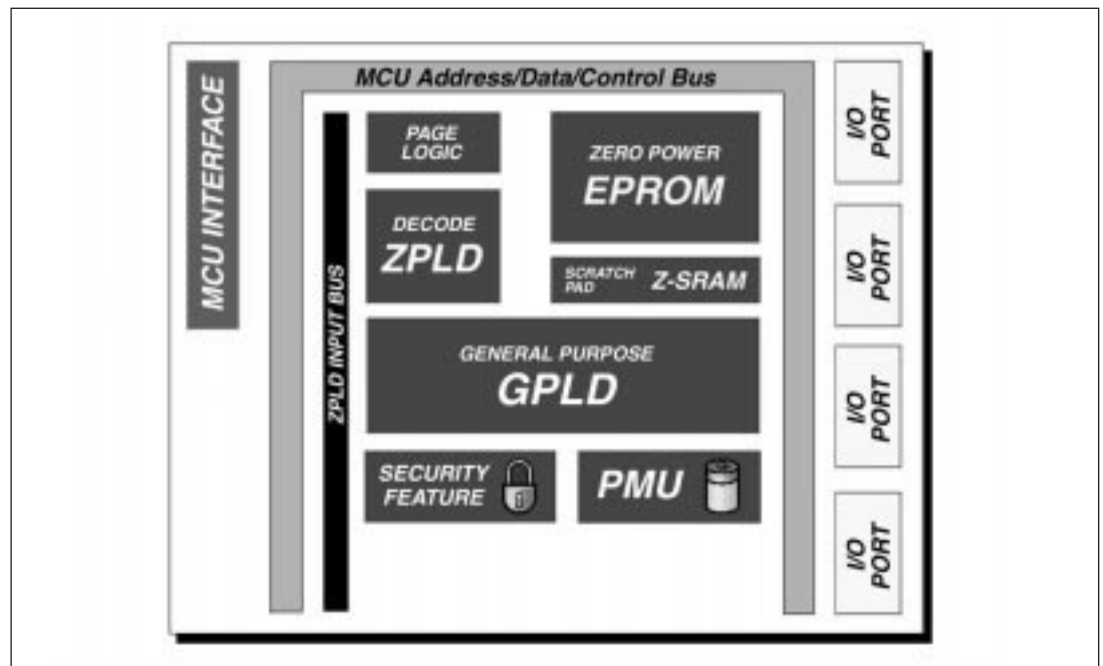 MCU INTERFACE
MCU Address/Data/Control Bus
ZPLD INPUT BUS
PAGE
LOGIC
ZERO POWER
EPROM
DECODE
ZPLD
SCRATCH
PAD
Z-SRAM
GENERAL PURPOSE
GPLD
SECURITY
FEATURE
PMU
I/O
PORT
I/O
PORT
I/O
PORT
I/O
PORT